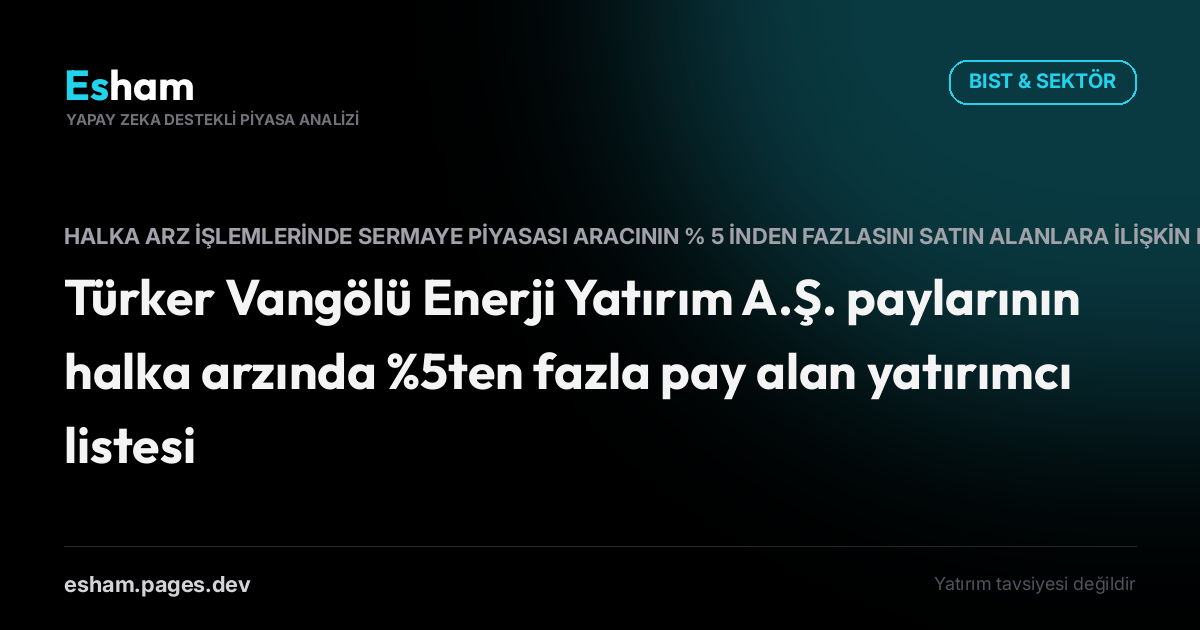 Esham
BIST & SEKTÖR
YAPAY ZEKA DESTEKLİ PİYASA ANALİZİ
HALKA ARZ İŞLEMLERİNDE SERMAYE PİYASASI ARACININ % 5 İNDEN FAZLASINI SATIN ALANLARA İLİŞKİN
Türker Vangölü Enerji Yatırım A.Ş. paylarının
halka arzında %5ten fazla pay alan yatırımcı
listesi
esham.pages.dev
Yatırım tavsiyesi değildir